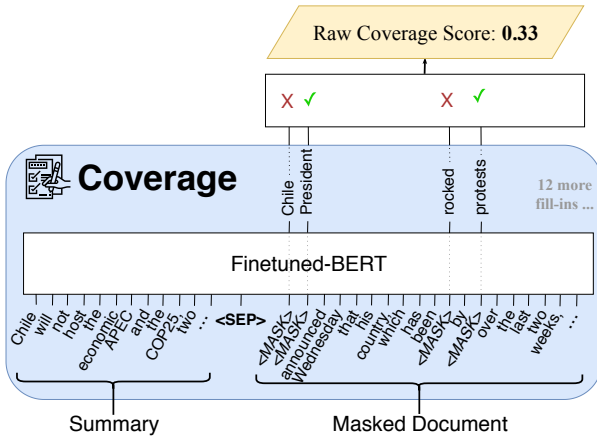 Raw Coverage Score: 0.33
X ✓ X ✓
Chile
President
rocked
protests
Coverage
12 more
fill-ins ...
Finetuned-BERT
Chile will not host the economic APEC and the COP25, two ... <SEP> <MASK> <MASK> announced Wednesday that his country, which has been <MASK> by <MASK> over the last two weeks, ...
Summary
Masked Document